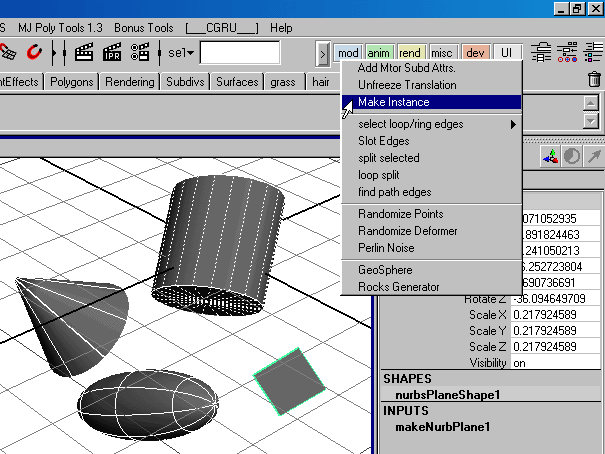 S MJ Poly Tools 1.3 Bonus Tools [___CGRU___] Help
IPR sel
mod anim rend misc dev UI
ntEffects Polygons Rendering Subdivs Surfaces grass hair
Add Mtor Subd Attrs.
Unfreeze Translation
Make Instance
select loop/ring edges
Slot Edges
split selected
loop split
find path edges
Randomize Points
Randomize Deformer
Perlin Noise
GeoSphere
Rocks Generator
071052935
.891824463
.241050213
6.252723804
690736691
Rotate Z -36.094649709
Scale X 0.217924589
Scale Y 0.217924589
Scale Z 0.217924589
Visibility on
SHAPES
nurbsPlaneShape1
INPUTS
makeNurbPlane1